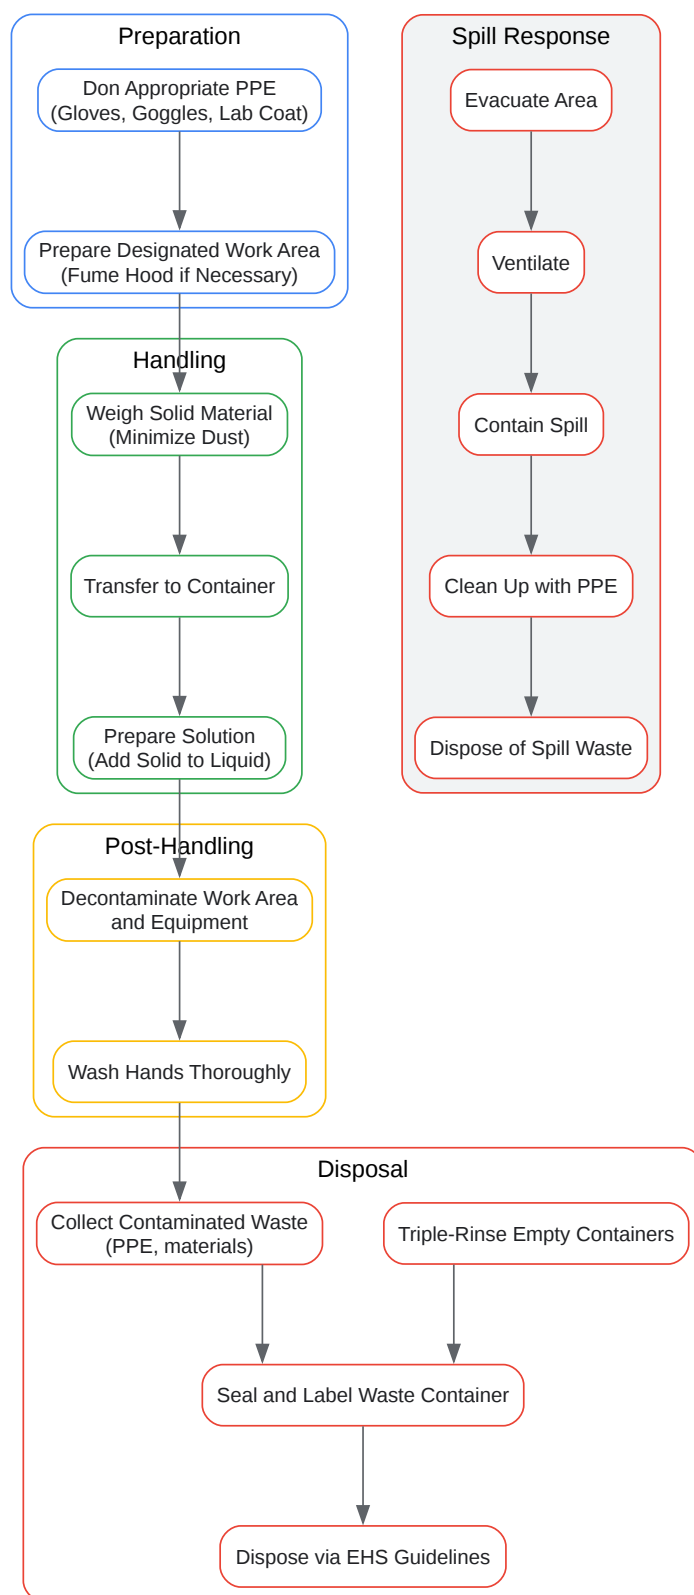 Preparation
Don Appropriate PPE
(Gloves, Goggles, Lab Coat)
Prepare Designated Work Area
(Fume Hood if Necessary)
Handling
Weigh Solid Material
(Minimize Dust)
Transfer to Container
Prepare Solution
(Add Solid to Liquid)
Post-Handling
Decontaminate Work Area
and Equipment
Wash Hands Thoroughly
Spill Response
Evacuate Area
Ventilate
Contain Spill
Clean Up with PPE
Dispose of Spill Waste
Disposal
Collect Contaminated Waste
(PPE, materials)
Triple-Rinse Empty Containers
Seal and Label Waste Container
Dispose via EHS Guidelines